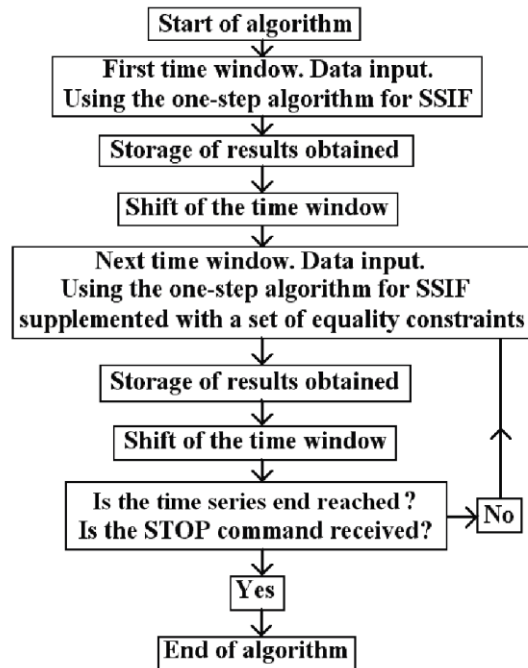 Start of algorithm
First time window. Data input.
Using the one-step algorithm for SSIF
Storage of results obtained
Shift of the time window
Next time window. Data input.
Using the one-step algorithm for SSIF
supplemented with a set of equality constraints
Storage of results obtained
Shift of the time window
Is the time series end reached?
Is the STOP command received?
No
Yes
End of algorithm